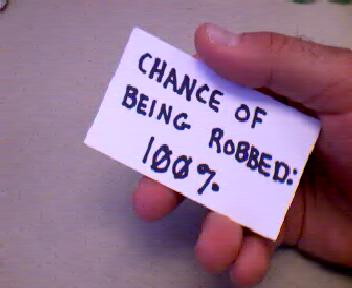 CHANCE OF
BEING ROBBED:
100%